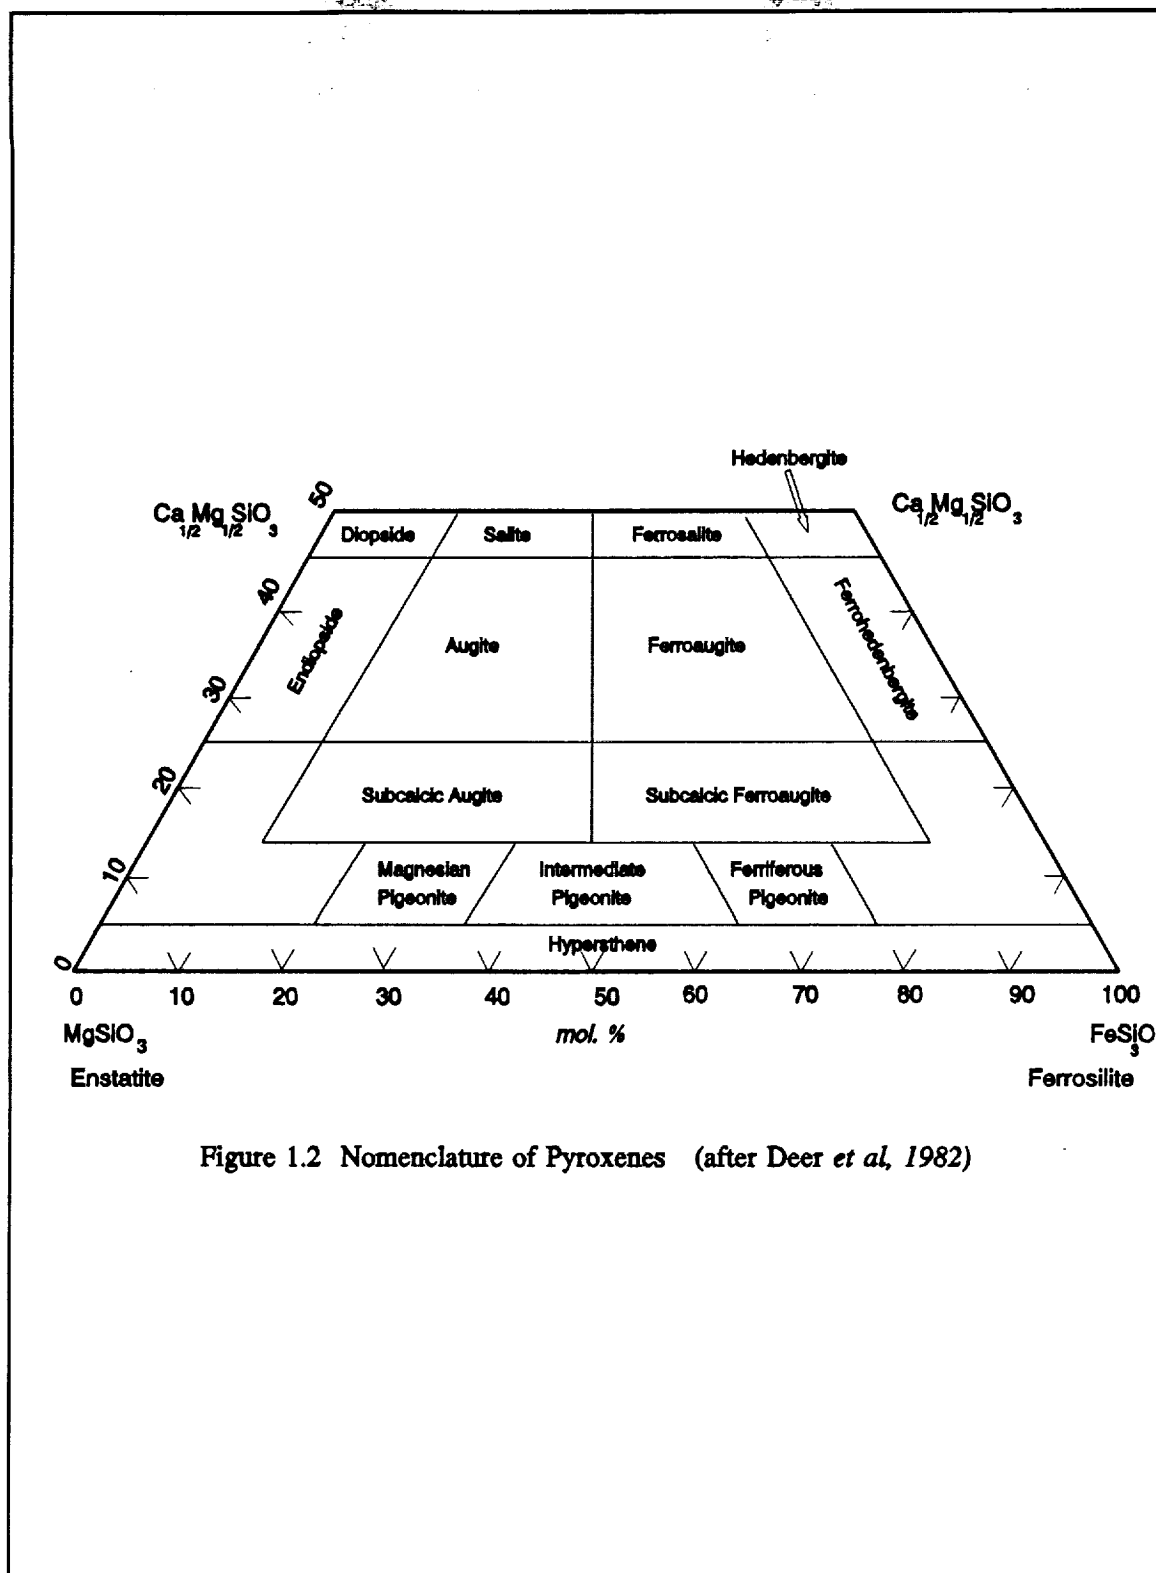 Hedenbergite
50
Ca1/2Mg1/2SiO3
Ca1/2Mg1/2SiO3
Diopside
Salite
Ferrosalite
40
Endiopside
Augite
Ferroaugite
Ferrohedenbergite
30
20
Subcalcic Augite
Subcalcic Ferroaugite
10
Magnesian
Pigeonite
Intermediate
Pigeonite
Ferriferous
Pigeonite
Hypersthene
0
0 10 20 30 40 50 60 70 80 90 100
MgSiO3
mol. %
FeSiO3
Enstatite
Ferrosilite
Figure 1.2 Nomenclature of Pyroxenes (after Deer et al, 1982)